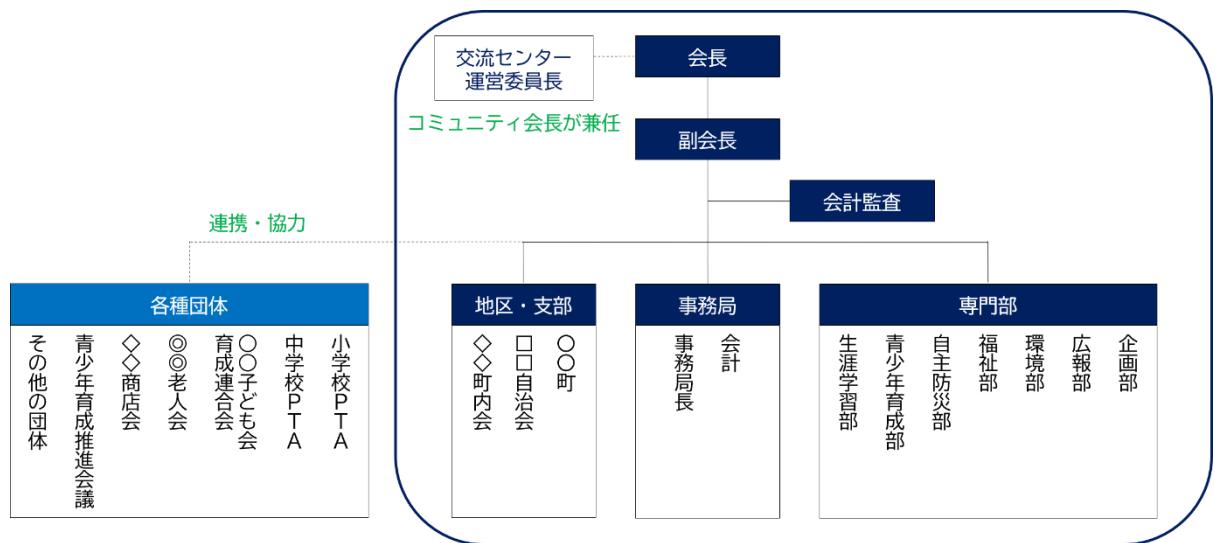 会長
交流センター
運営委員長
コミュニティ会長が兼任
副会長
会計監査
連携・協力
各種団体
小学校PTA
中学校PTA
〇〇子ども会
育成連合会
◎◎老人会
◇◇商店会
青少年育成推進会議
その他の団体
地区・支部
〇〇町
□□自治会
◇◇町内会
事務局
会計
事務局長
専門部
企画部
広報部
環境部
福祉部
自主防災部
青少年育成部
生涯学習部